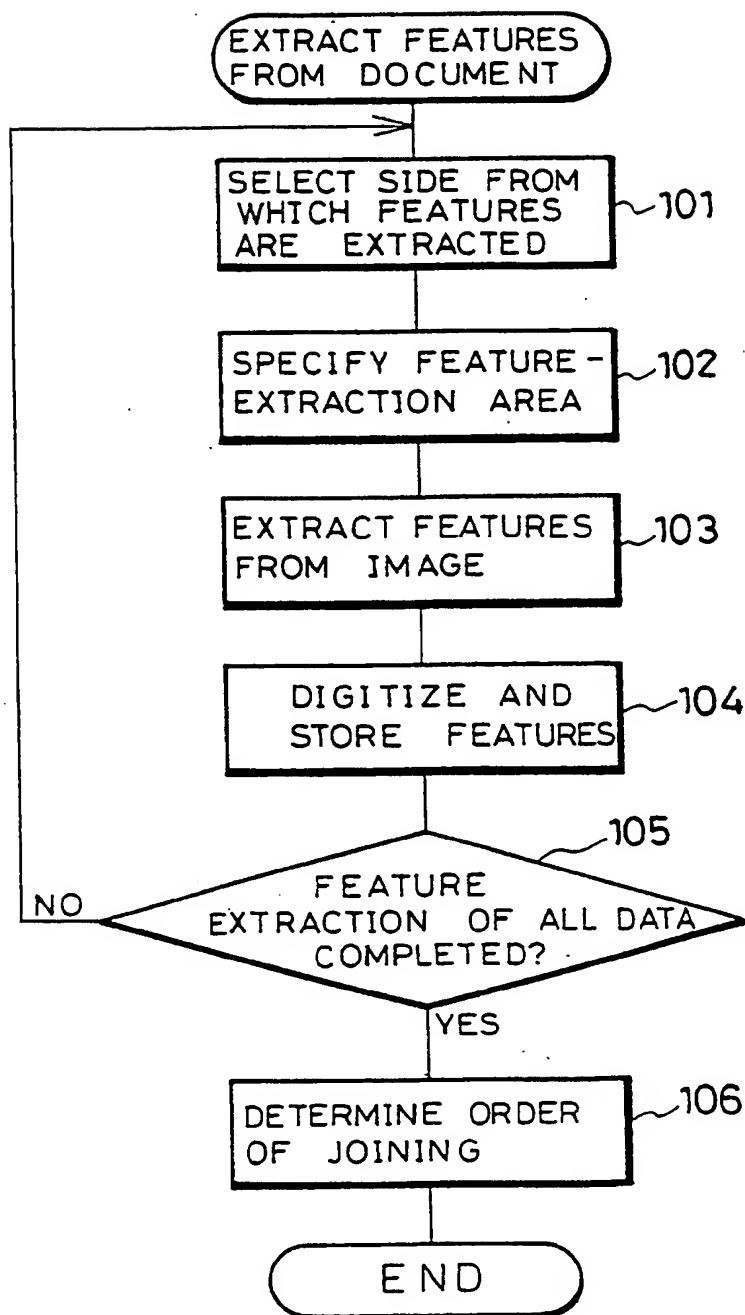 EXTRACT FEATURES
FROM DOCUMENT
SELECT SIDE FROM
WHICH FEATURES
ARE EXTRACTED
101
SPECIFY FEATURE-
EXTRACTION AREA
102
EXTRACT FEATURES
FROM IMAGE
103
DIGITIZE AND
STORE FEATURES
104
105
FEATURE
EXTRACTION OF ALL DATA
COMPLETED?
NO
YES
DETERMINE ORDER
OF JOINING
106
END